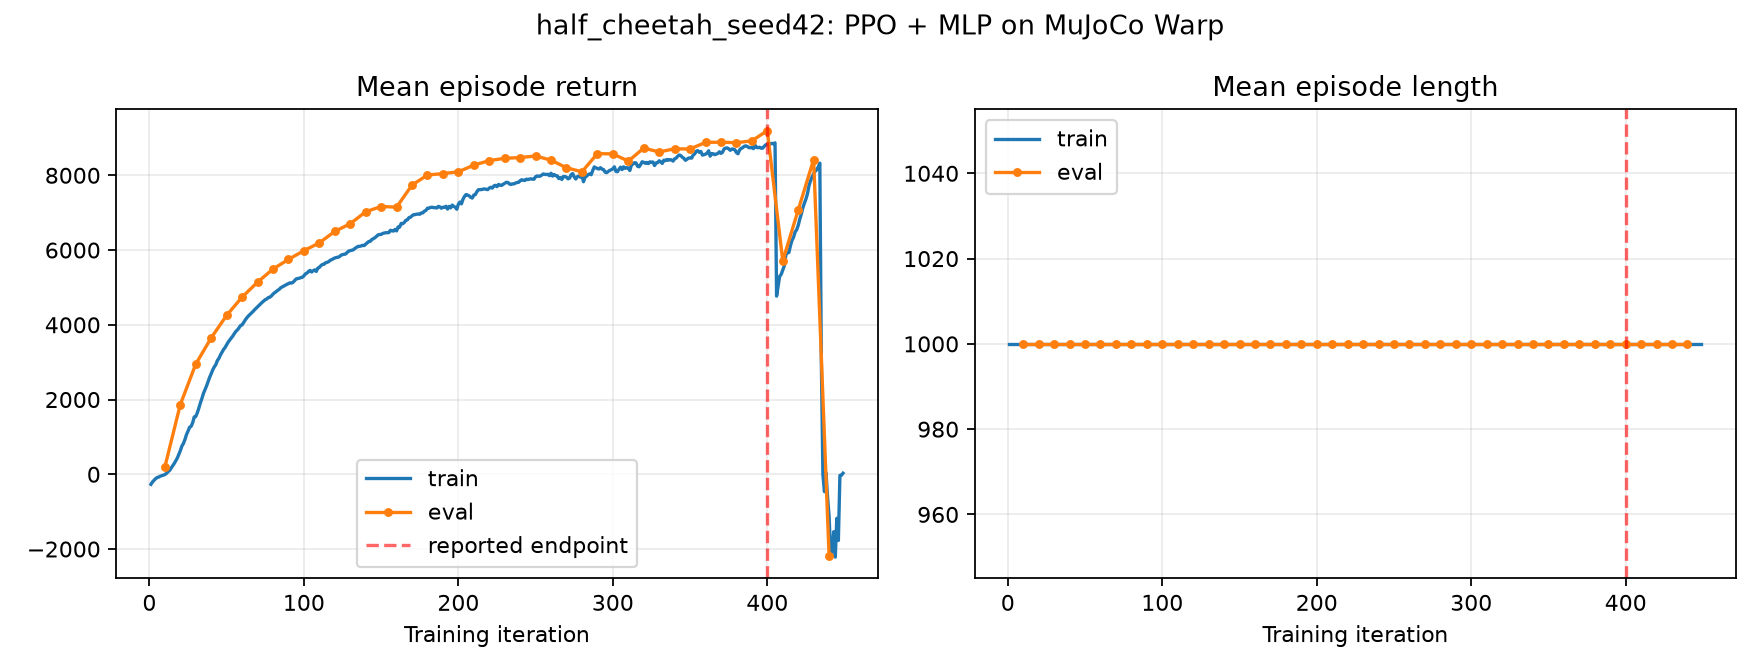 half_cheetah_seed42: PPO + MLP on MuJoCo Warp
Mean episode return
8000
6000
4000
2000
0
−2000
train
eval
reported endpoint
0 100 200 300 400
Training iteration
Mean episode length
train
eval
1040
1020
1000
980
960
0 100 200 300 400
Training iteration